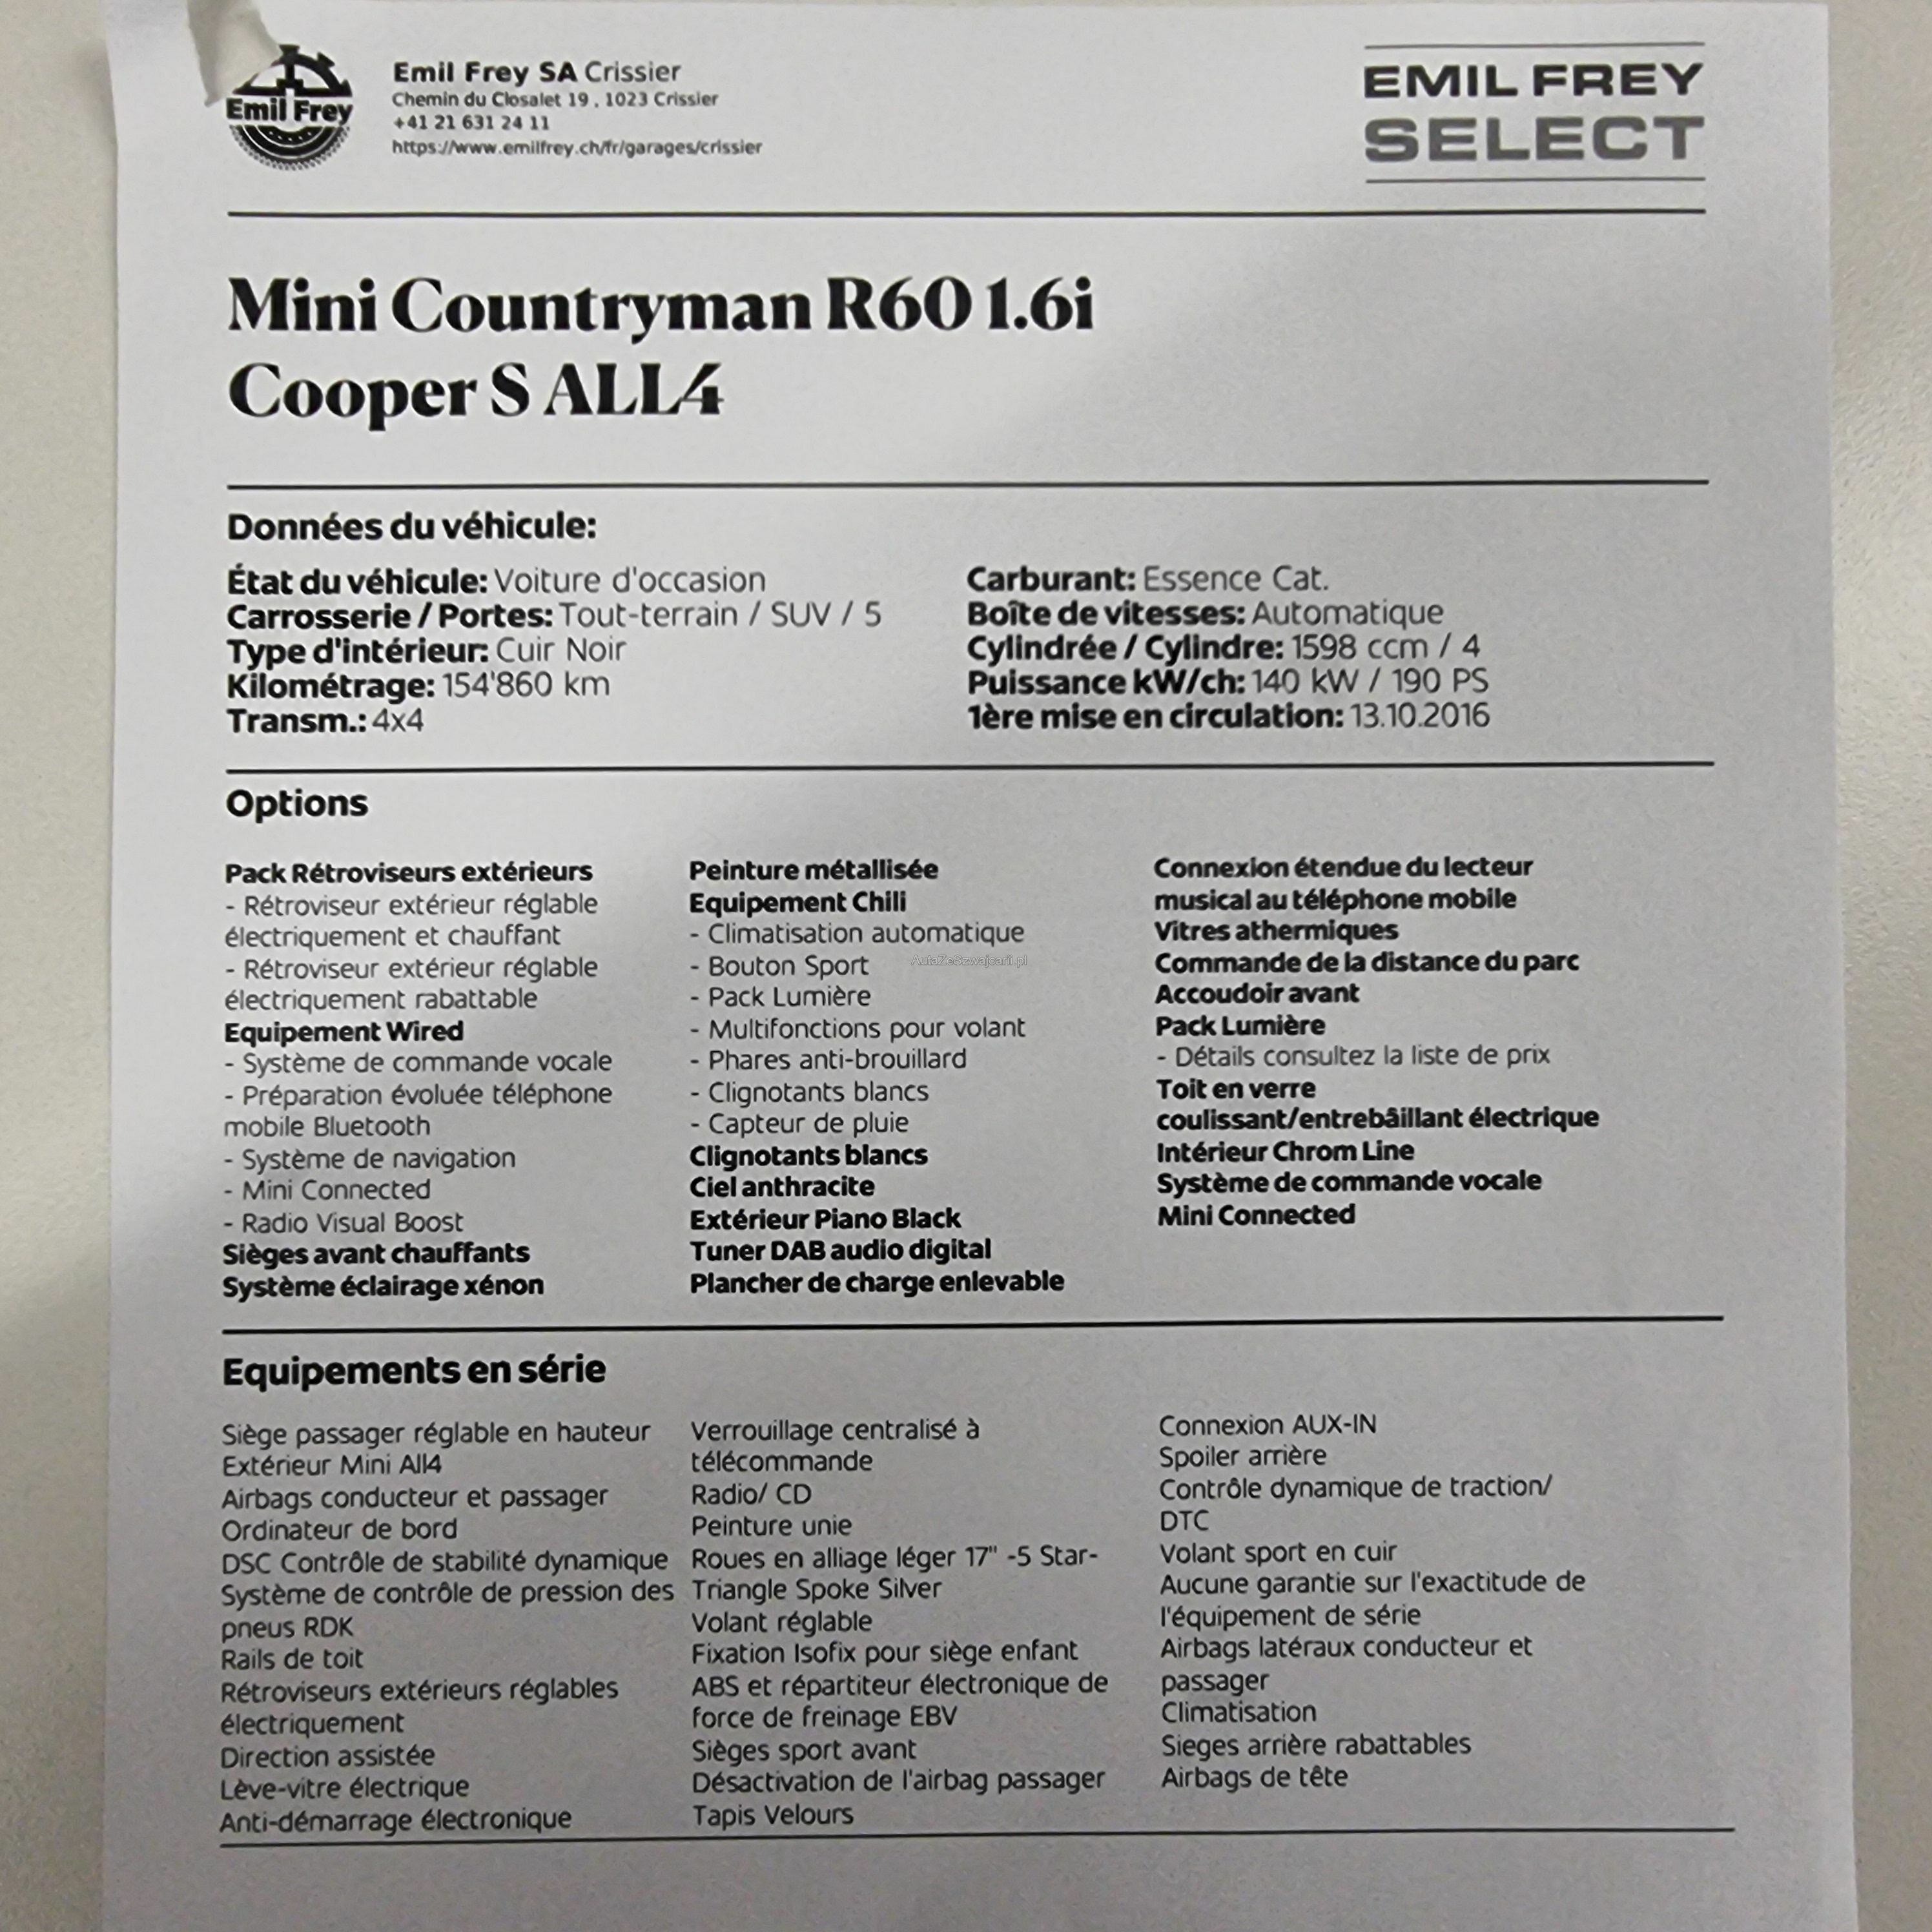 Emil Frey
Emil Frey SA Crissier
Chemin du Closalet 19 , 1023 Crissier
+41 21 631 24 11
https://www.emilfrey.ch/fr/garages/crissier
EMIL FREY
SELECT
Mini Countryman R60 1.6i
Cooper S ALL4
Données du véhicule:
État du véhicule: Voiture d'occasion
Carrosserie / Portes: Tout-terrain / SUV / 5
Type d'intérieur: Cuir Noir
Kilométrage: 154'860 km
Transm.: 4x4
Carburant: Essence Cat.
Boîte de vitesses: Automatique
Cylindrée / Cylindre: 1598 ccm / 4
Puissance kW/ch: 140 kW / 190 PS
1ère mise en circulation: 13.10.2016
Options
Pack Rétroviseurs extérieurs
- Rétroviseur extérieur réglable
électriquement et chauffant
- Rétroviseur extérieur réglable
électriquement rabattable
Equipement Wired
- Système de commande vocale
- Préparation évoluée téléphone
mobile Bluetooth
- Système de navigation
- Mini Connected
- Radio Visual Boost
Sièges avant chauffants
Système éclairage xénon
Peinture métallisée
Equipement Chili
- Climatisation automatique
- Bouton Sport
- Pack Lumière
- Multifonctions pour volant
- Phares anti-brouillard
- Clignotants blancs
- Capteur de pluie
Clignotants blancs
Ciel anthracite
Extérieur Piano Black
Tuner DAB audio digital
Plancher de charge enlevable
Connexion étendue du lecteur
musical au téléphone mobile
Vitres athermiques
Commande de la distance du parc
Accoudoir avant
Pack Lumière
- Détails consultez la liste de prix
Toit en verre
coulissant/entrebâillant électrique
Intérieur Chrom Line
Système de commande vocale
Mini Connected
Equipements en série
Siège passager réglable en hauteur
Extérieur Mini All4
Airbags conducteur et passager
Ordinateur de bord
DSC Contrôle de stabilité dynamique
Système de contrôle de pression des
pneus RDK
Rails de toit
Rétroviseurs extérieurs réglables
électriquement
Direction assistée
Lève-vitre électrique
Anti-démarrage électronique
Verrouillage centralisé à
télécommande
Radio/ CD
Peinture unie
Roues en alliage léger 17" -5 Star-
Triangle Spoke Silver
Volant réglable
Fixation Isofix pour siège enfant
ABS et répartiteur électronique de
force de freinage EBV
Sièges sport avant
Désactivation de l'airbag passager
Tapis Velours
Connexion AUX-IN
Spoiler arrière
Contrôle dynamique de traction/
DTC
Volant sport en cuir
Aucune garantie sur l'exactitude de
l'équipement de série
Airbags latéraux conducteur et
passager
Climatisation
Sieges arrière rabattables
Airbags de tête